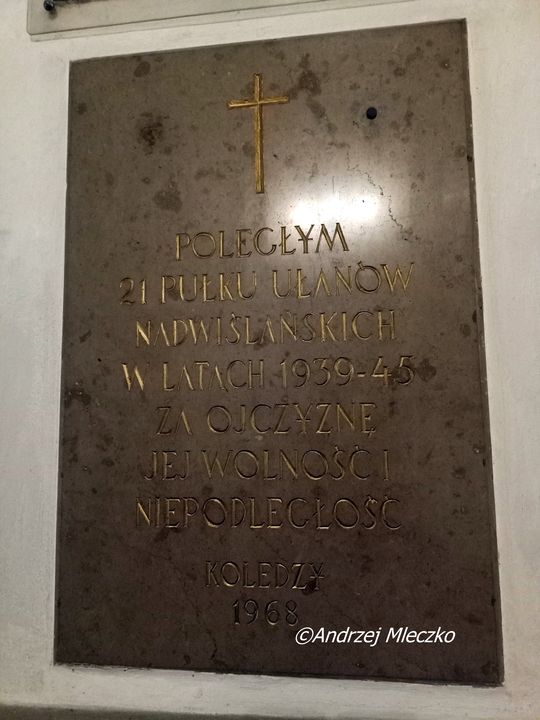 POLEGŁYM
21 PUŁKU UŁANÓW
NADWIŚLAŃSKICH
W LATACH 1939-45
ZA OJCZYZNĘ
JEJ WOLNOŚĆ I
NIEPODLEGŁOŚĆ
KOLEDZY
1968
©Andrzej Mleczko